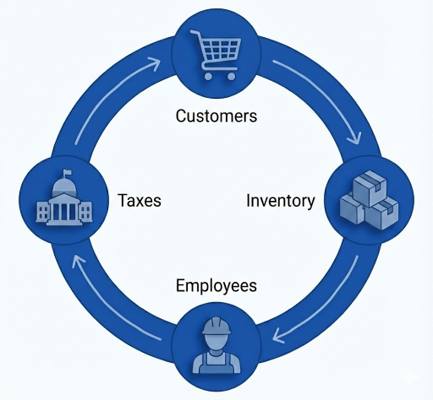 Customers
Taxes
Inventory
Employees